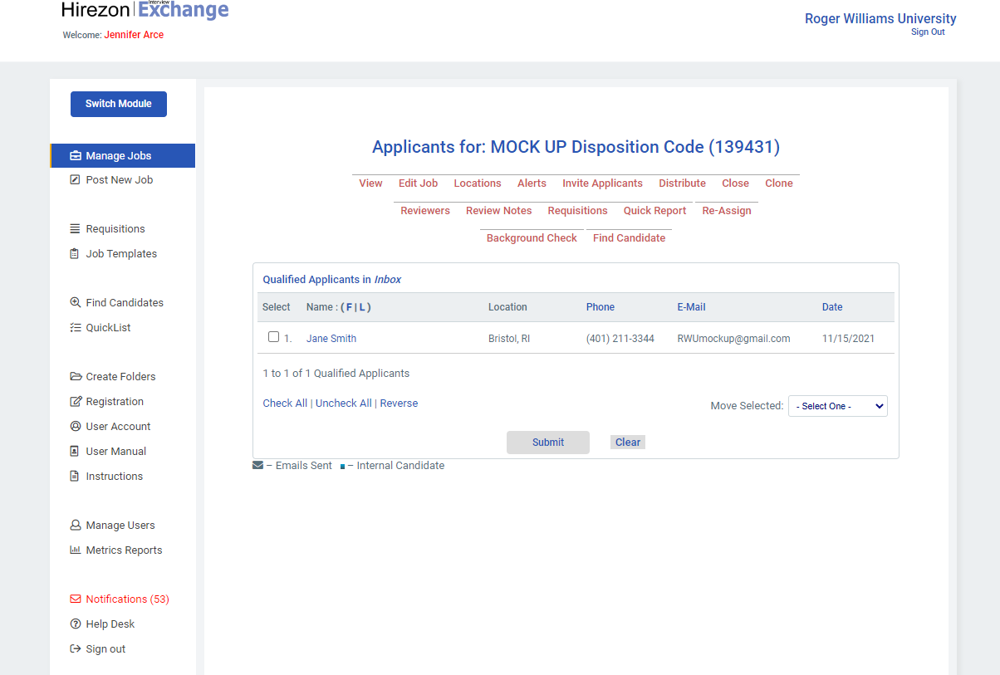 Hirezon Interview Exchange
Welcome: Jennifer Arce
Roger Williams University
Sign Out
Switch Module
Manage Jobs
Post New Job
Requisitions
Job Templates
Find Candidates
QuickList
Create Folders
Registration
User Account
User Manual
Instructions
Manage Users
Metrics Reports
Notifications (53)
Help Desk
Sign out
Applicants for: MOCK UP Disposition Code (139431)
View Edit Job Locations Alerts Invite Applicants Distribute Close Clone
Reviewers Review Notes Requisitions Quick Report Re-Assign
Background Check Find Candidate
Qualified Applicants in Inbox
Select Name : ( F | L ) Location Phone E-Mail Date
1. Jane Smith Bristol, RI (401) 211-3344 RWUmockup@gmail.com 11/15/2021
1 to 1 of 1 Qualified Applicants
Check All | Uncheck All | Reverse
Move Selected: - Select One -
Submit Clear
– Emails Sent – Internal Candidate